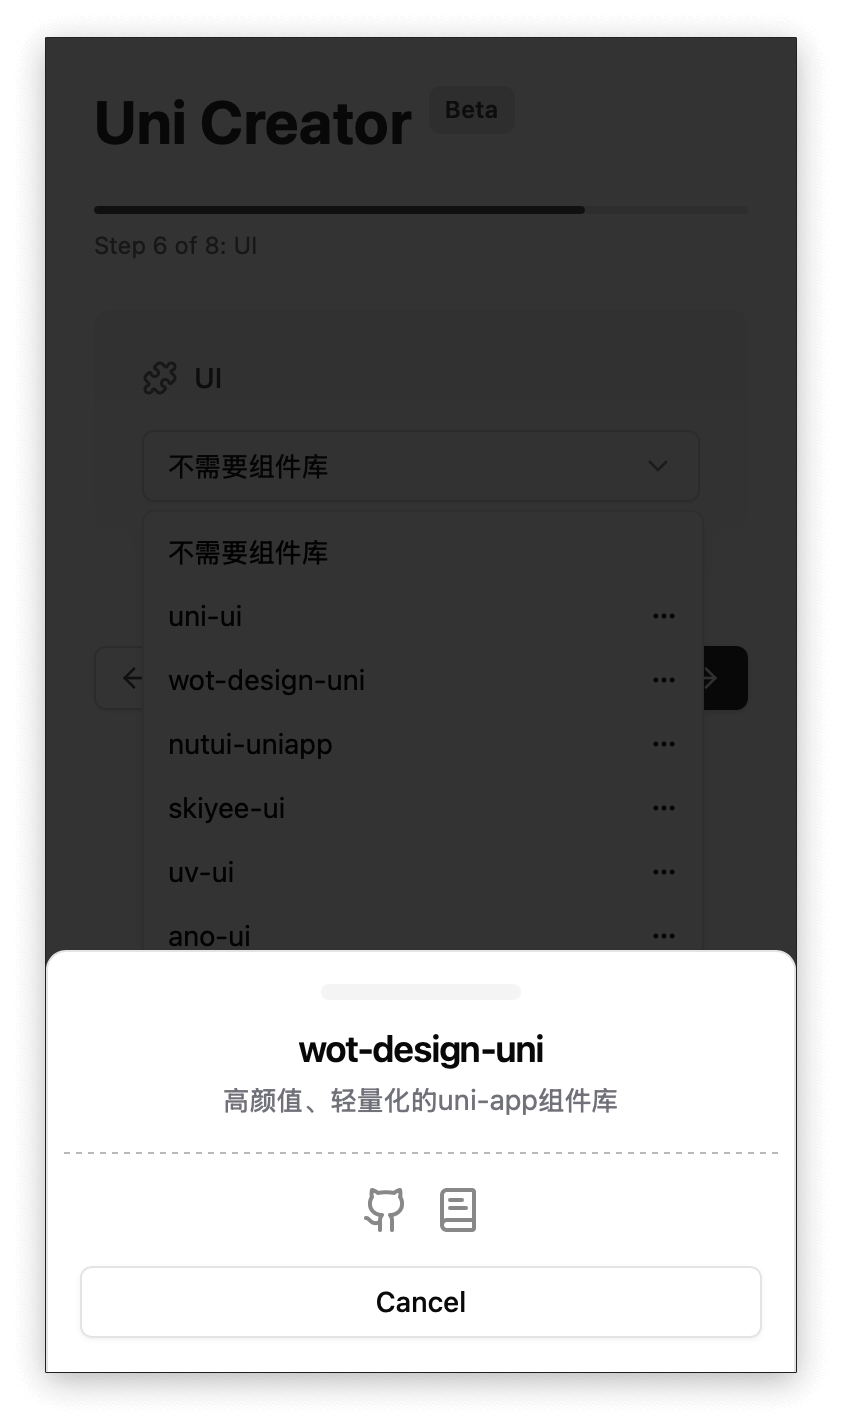 Uni Creator
Beta
Step 6 of 8: UI
UI
不需要组件库
不需要组件库
uni-ui
wot-design-uni
nutui-uniapp
skiyee-ui
uv-ui
ano-ui
wot-design-uni
高颜值、轻量化的uni-app组件库
Cancel